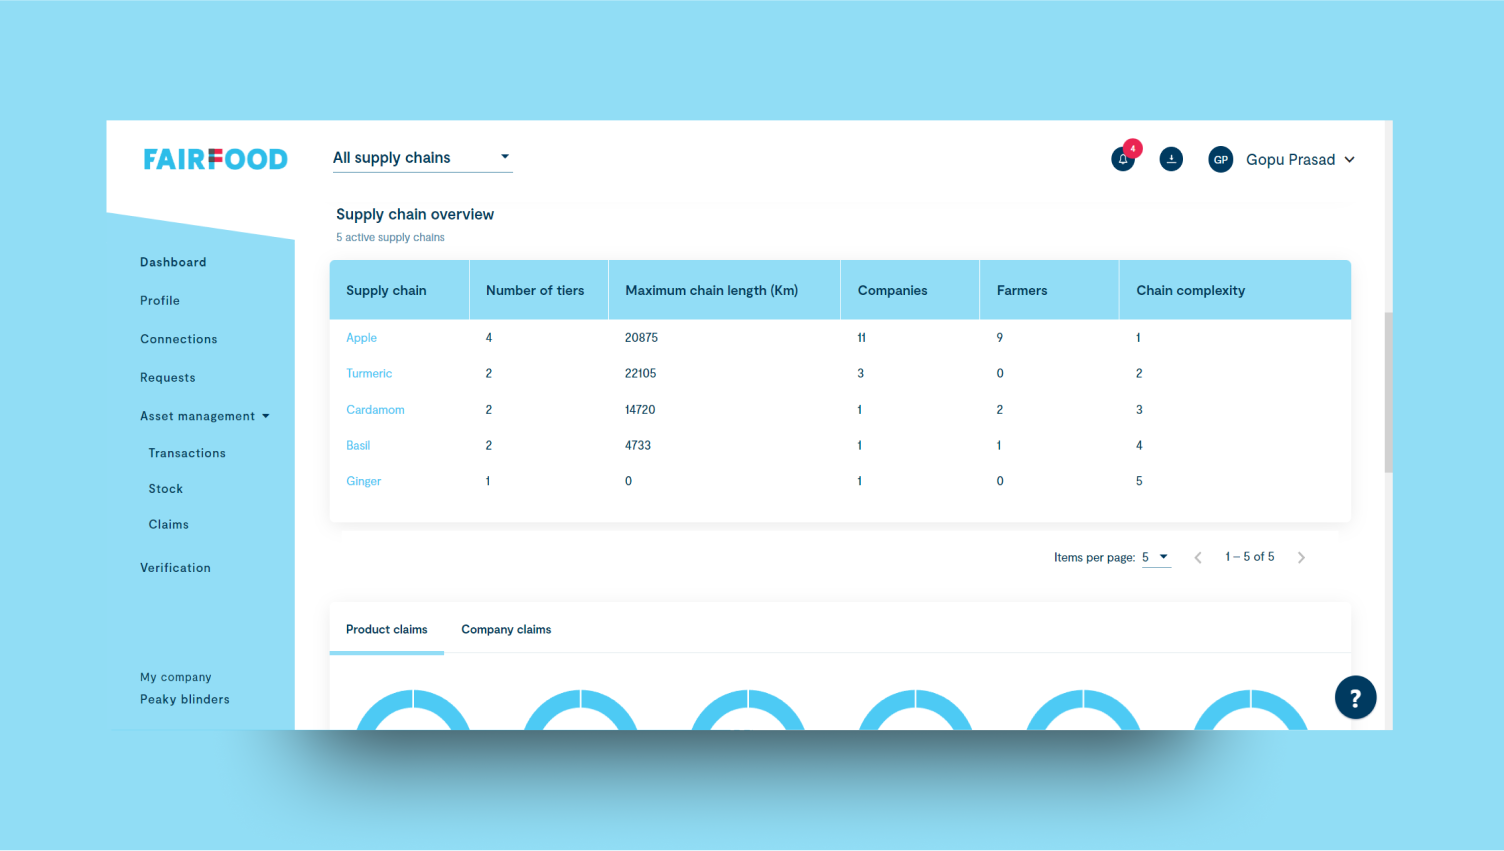 FAIRFOOD
All supply chains
4
GP
Gopu Prasad
Supply chain overview
5 active supply chains
Dashboard
Profile
Connections
Requests
Asset management
Transactions
Stock
Claims
Verification
My company
Peaky blinders
Supply chain Number of tiers Maximum chain length (Km) Companies Farmers Chain complexity
Apple 4 20875 11 9 1
Turmeric 2 22105 3 0 2
Cardamom 2 14720 1 2 3
Basil 2 4733 1 1 4
Ginger 1 0 1 0 5
Items per page: 5 1 – 5 of 5
Product claims Company claims
?